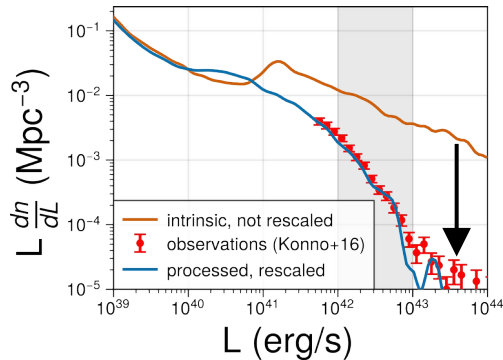 10⁻¹
10⁻²
10⁻³
10⁻⁴
10⁻⁵
L dn/dL (Mpc⁻³)
intrinsic, not rescaled
observations (Konno+16)
processed, rescaled
10³⁹ 10⁴⁰ 10⁴¹ 10⁴² 10⁴³ 10⁴⁴
L (erg/s)